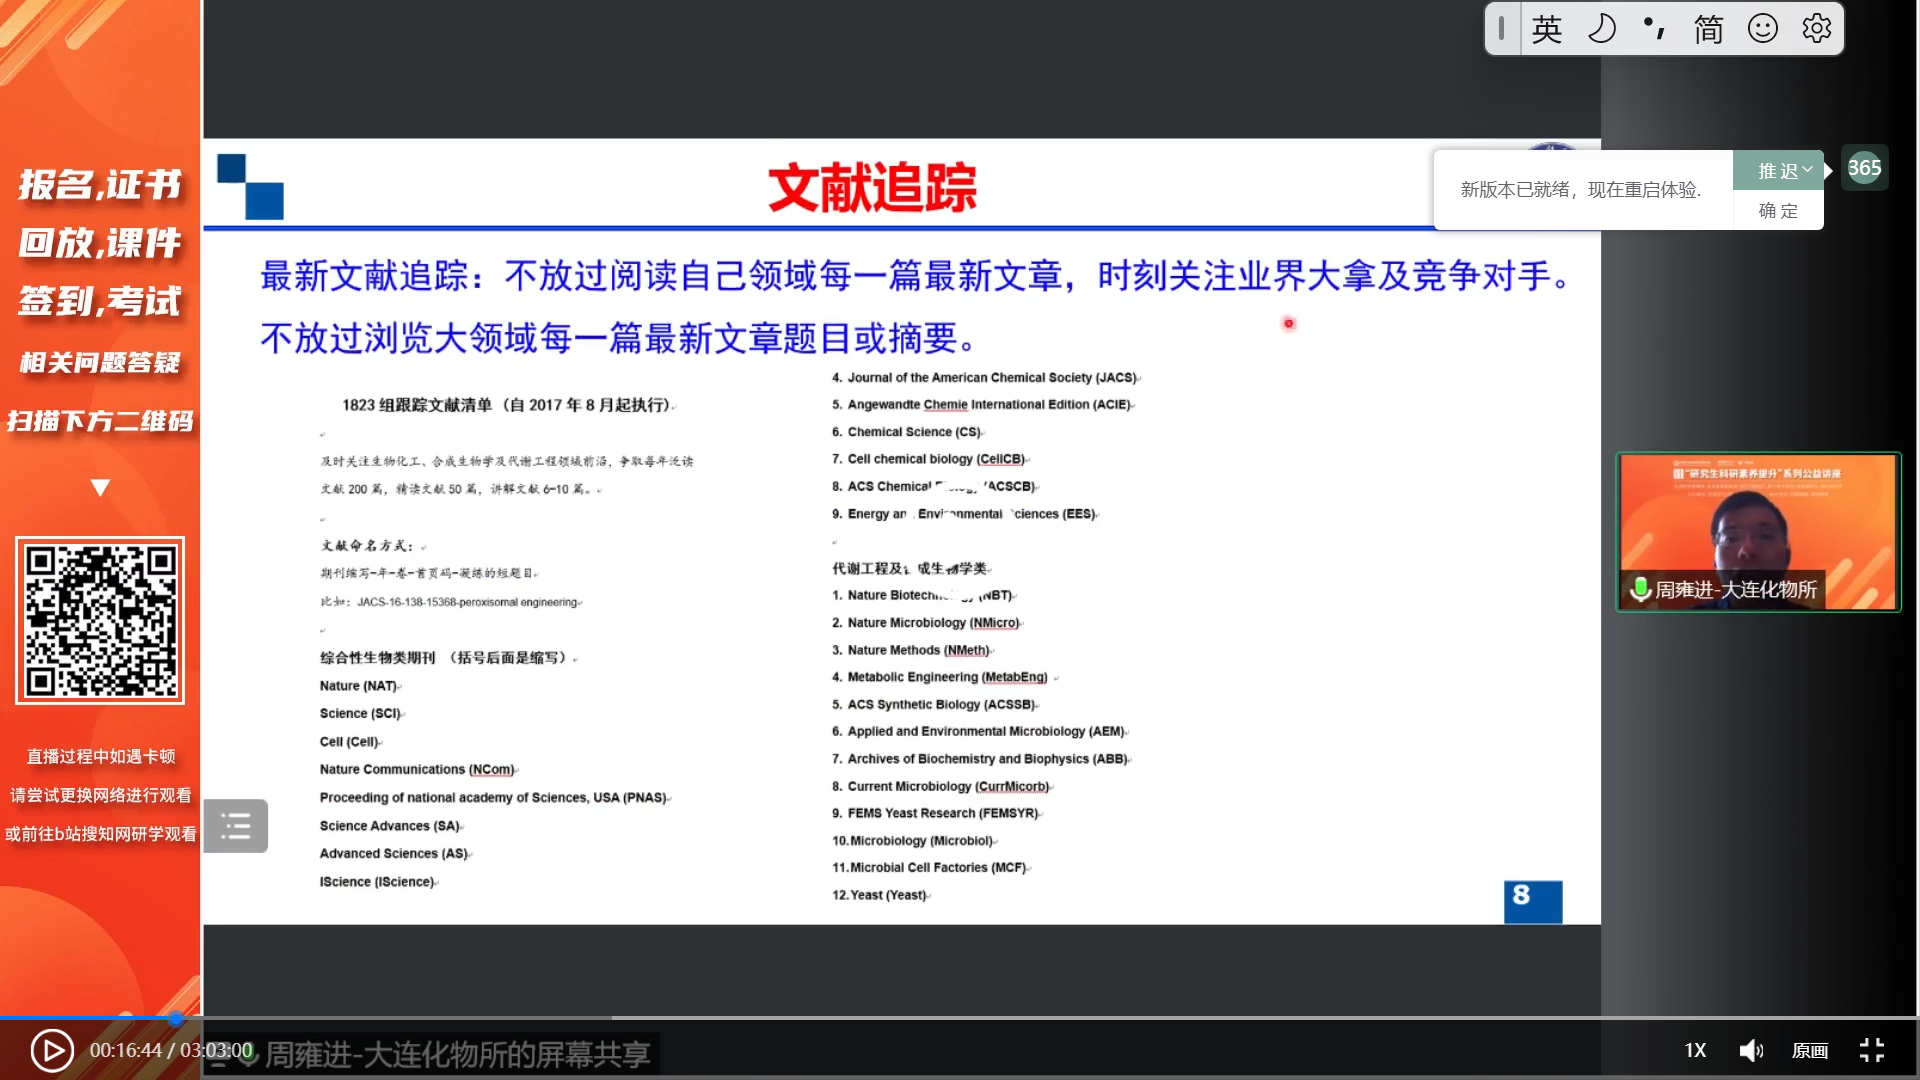 英 简
报名,证书
回放,课件
签到,考试
相关问题答疑
扫描下方二维码
直播过程中如遇卡顿
请尝试更换网络进行观看
或前往b站搜知网研学观看
文献追踪
新版本已就绪，现在重启体验.
推迟
确定
365
最新文献追踪：不放过阅读自己领域每一篇最新文章，时刻关注业界大拿及竞争对手。
不放过浏览大领域每一篇最新文章题目或摘要。
1823 组跟踪文献清单（自 2017 年 8 月起执行）
及时关注生物化工、合成生物学及代谢工程领域前沿，争取每年泛读
文献 200 篇，精读文献 50 篇，讲解文献 6-10 篇。
文献命名方式：
期刊缩写-年-卷-首页码-凝练的短题目
比如：JACS-16-138-15368-peroxisomal engineering
综合性生物类期刊 （括号后面是缩写）
Nature (NAT)
Science (SCI)
Cell (Cell)
Nature Communications (NCom)
Proceeding of national academy of Sciences, USA (PNAS)
Science Advances (SA)
Advanced Sciences (AS)
IScience (IScience)
4. Journal of the American Chemical Society (JACS)
5. Angewandte Chemie International Edition (ACIE)
6. Chemical Science (CS)
7. Cell chemical biology (CellCB)
8. ACS Chemical (ACSCB)
9. Energy Environmental Sciences (EES)
代谢工程及 成生物学类
1. Nature (NBT)
2. Nature Microbiology (NMicro)
3. Nature Methods (NMeth)
4. Metabolic Engineering (MetabEng)
5. ACS Synthetic Biology (ACSSB)
6. Applied and Environmental Microbiology (AEM)
7. Archives of Biochemistry and Biophysics (ABB)
8. Current Microbiology (CurrMicorb)
9. FEMS Yeast Research (FEMSYR)
10.Microbiology (Microbiol)
11.Microbial Cell Factories (MCF)
12.Yeast (Yeast)
8
“研究生科研素养提升”系列公益讲座
周雍进-大连化物所
00:16:44 / 03:03:00
周雍进-大连化物所的屏幕共享
1X
原画